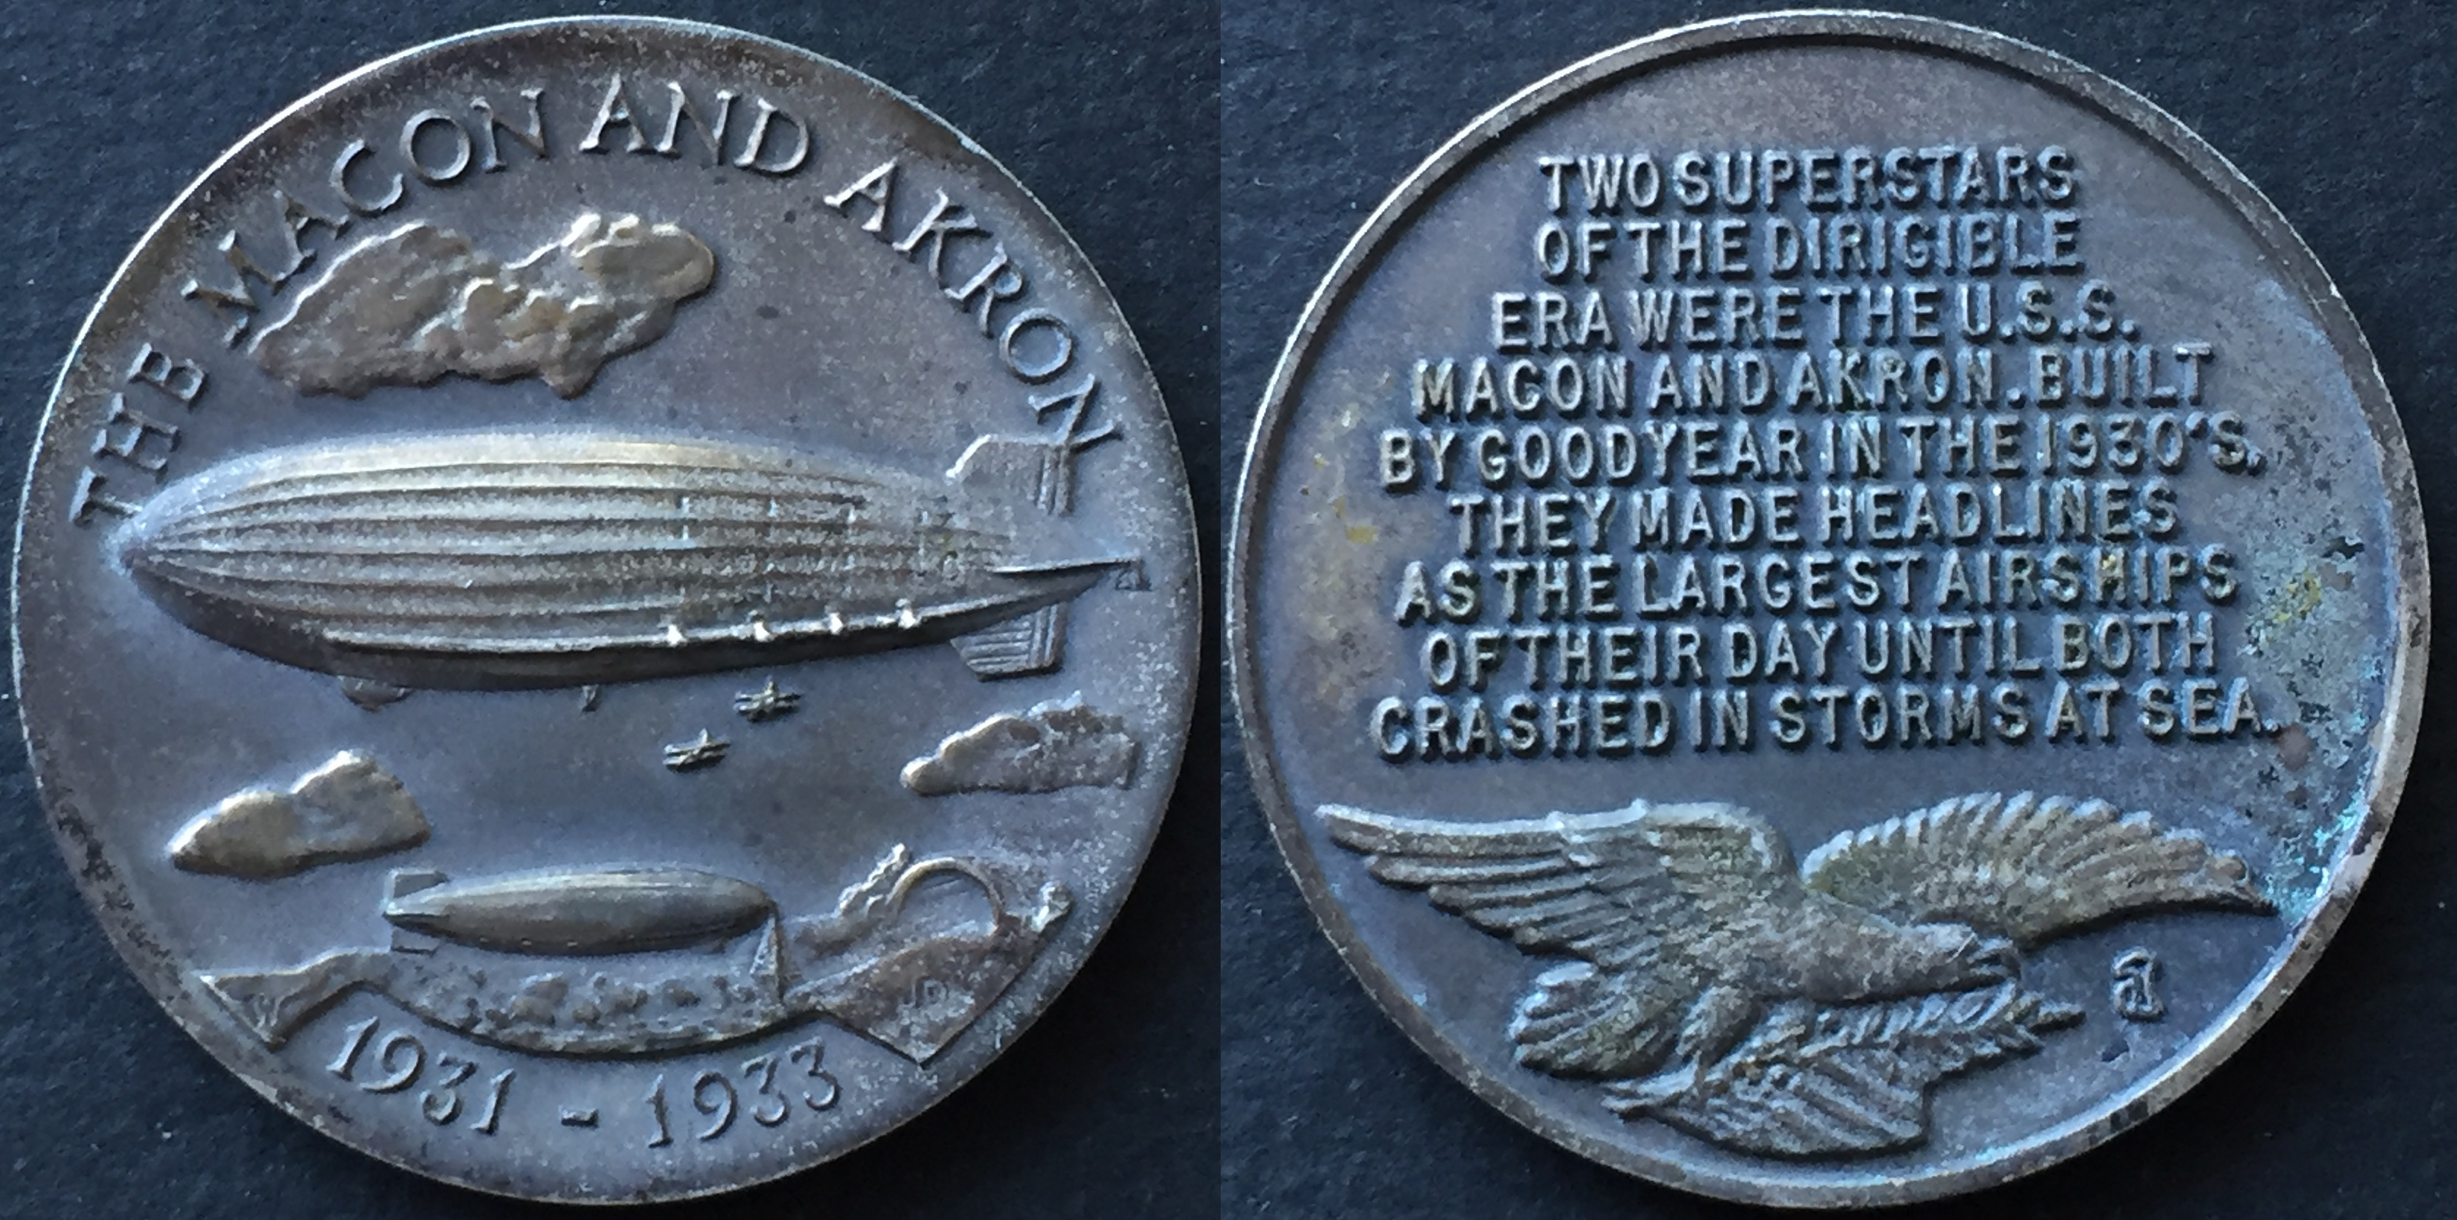 THE MACON AND AKRON
1931 - 1933
TWO SUPERSTARS
OF THE DIRIGIBLE
ERA WERE THE U.S.S.
MACON AND AKRON. BUILT
BY GOODYEAR IN THE 1930'S,
THEY MADE HEADLINES
AS THE LARGEST AIRSHIPS
OF THEIR DAY UNTIL BOTH
CRASHED IN STORMS AT SEA.